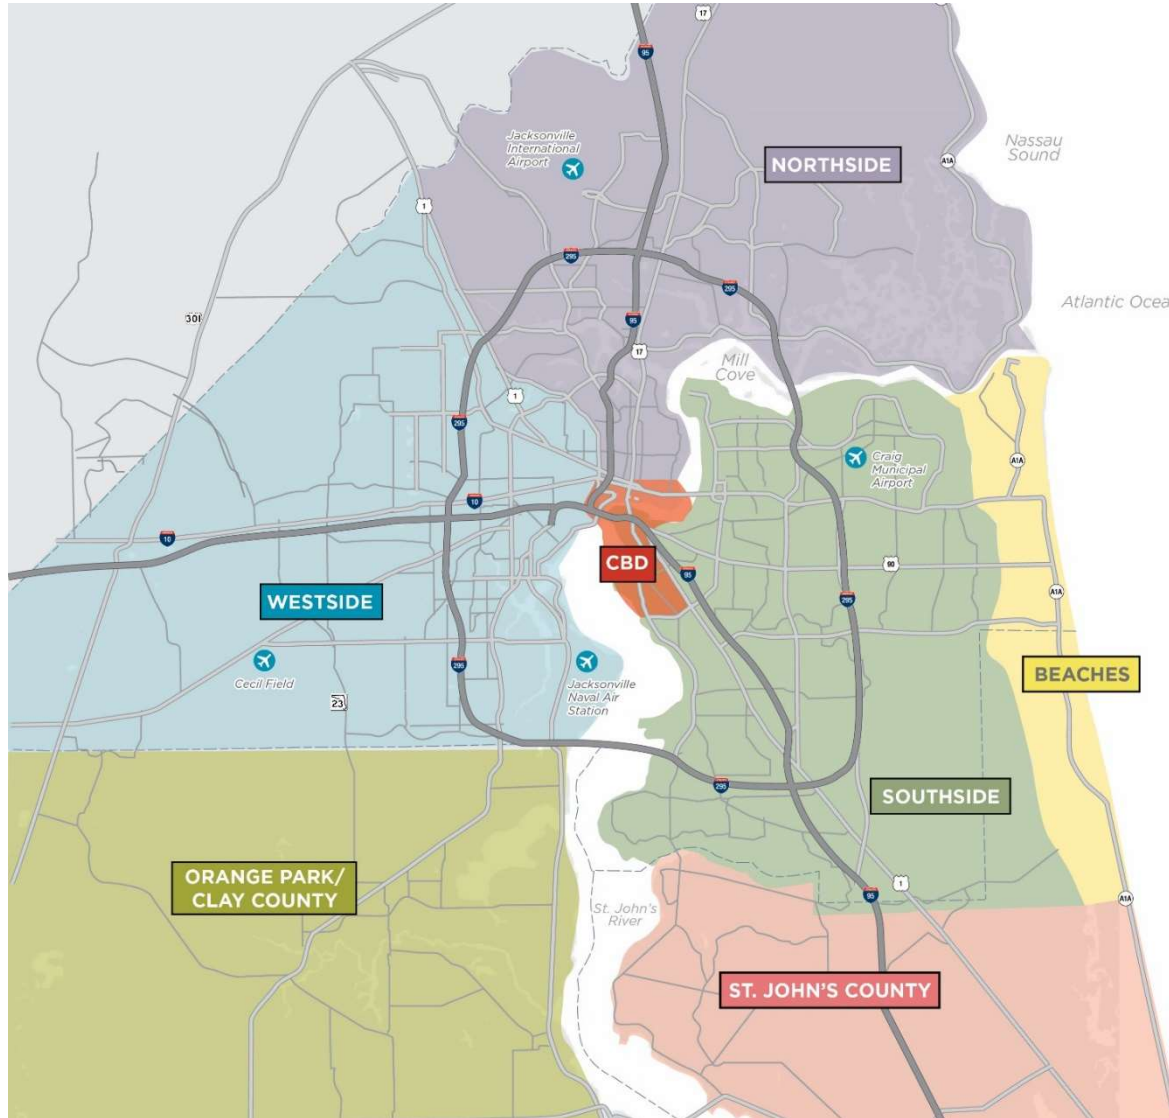 17
95
Jacksonville
International
Airport
NORTHSIDE
Nassau
Sound
A1A
1
295
295
Atlantic Ocea
301
95
17
Mill
Cove
1
295
A1A
Craig
Municipal
Airport
10
10
CBD
95
90
295
A1A
WESTSIDE
Cecil Field
295
Jacksonville
Naval Air
Station
BEACHES
23
295
SOUTHSIDE
ORANGE PARK/
CLAY COUNTY
1
95
A1A
St. John's
River
ST. JOHN'S COUNTY